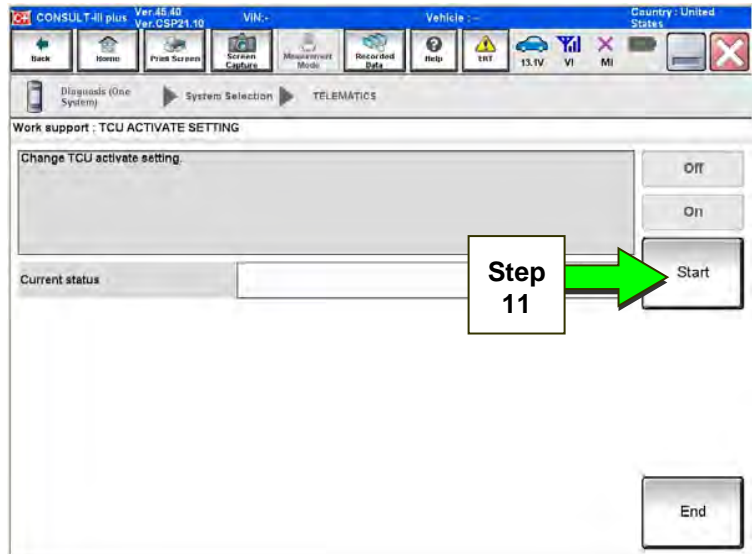 CONSULT-III plus Ver.45.40 VIN:- Vehicle : - Country : United
Ver.CSP21.10 States
Back Home Print Screen Screen Capture Measurement Mode Recorded Data Help ERT 13.1V VI MI
Diagnosis (One System) System Selection TELEMATICS
Work support : TCU ACTIVATE SETTING
Change TCU activate setting.
Off
On
Current status
Step
11
Start
End